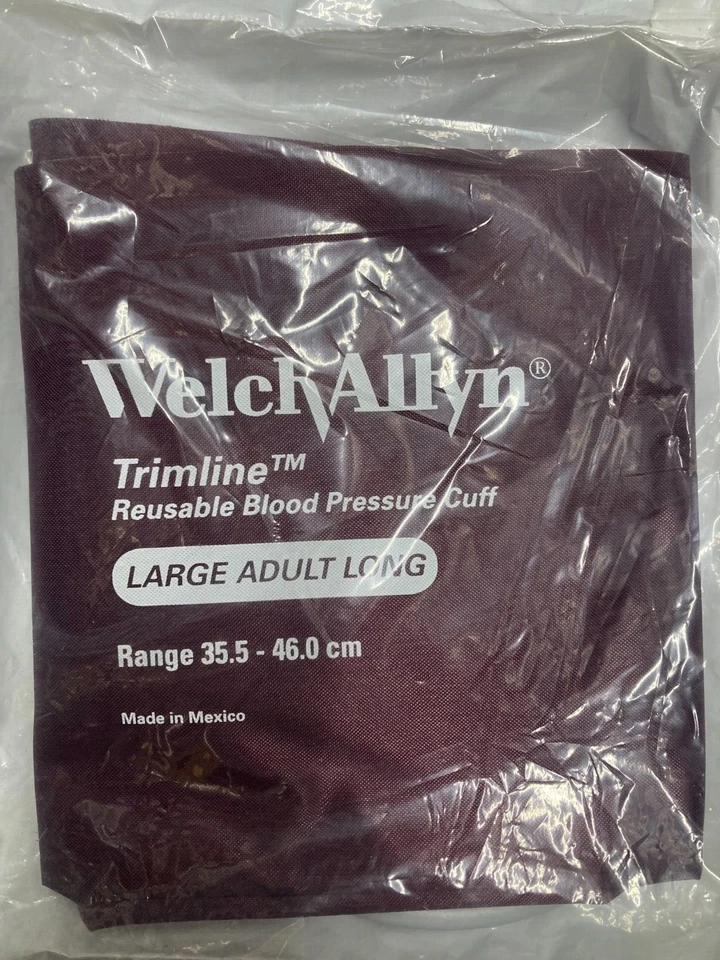 WelchAllyn®
Trimline™
Reusable Blood Pressure Cuff
LARGE ADULT LONG
Range 35.5 - 46.0 cm
Made in Mexico